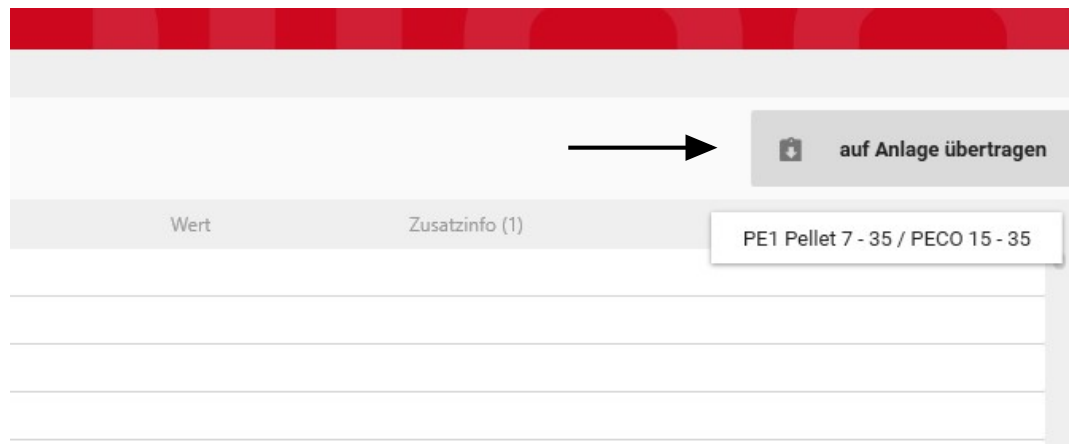 auf Anlage übertragen
Wert Zusatzinfo (1)
PE1 Pellet 7 - 35 / PECO 15 - 35